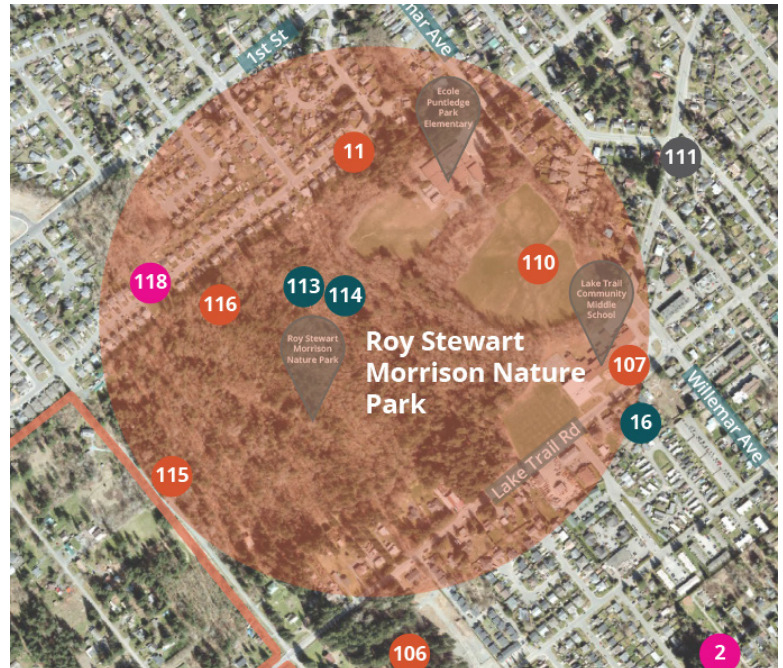 1st St
lemar Ave
Ecole
Puntledge
Park
Elementary
11
111
110
118
116
113
114
Lake Trail
Community
Middle
School
Roy Stewart
Morrison
Nature Park
Roy Stewart
Morrison Nature
Park
107
Willemar Ave
16
Lake Trail Rd
115
106
2